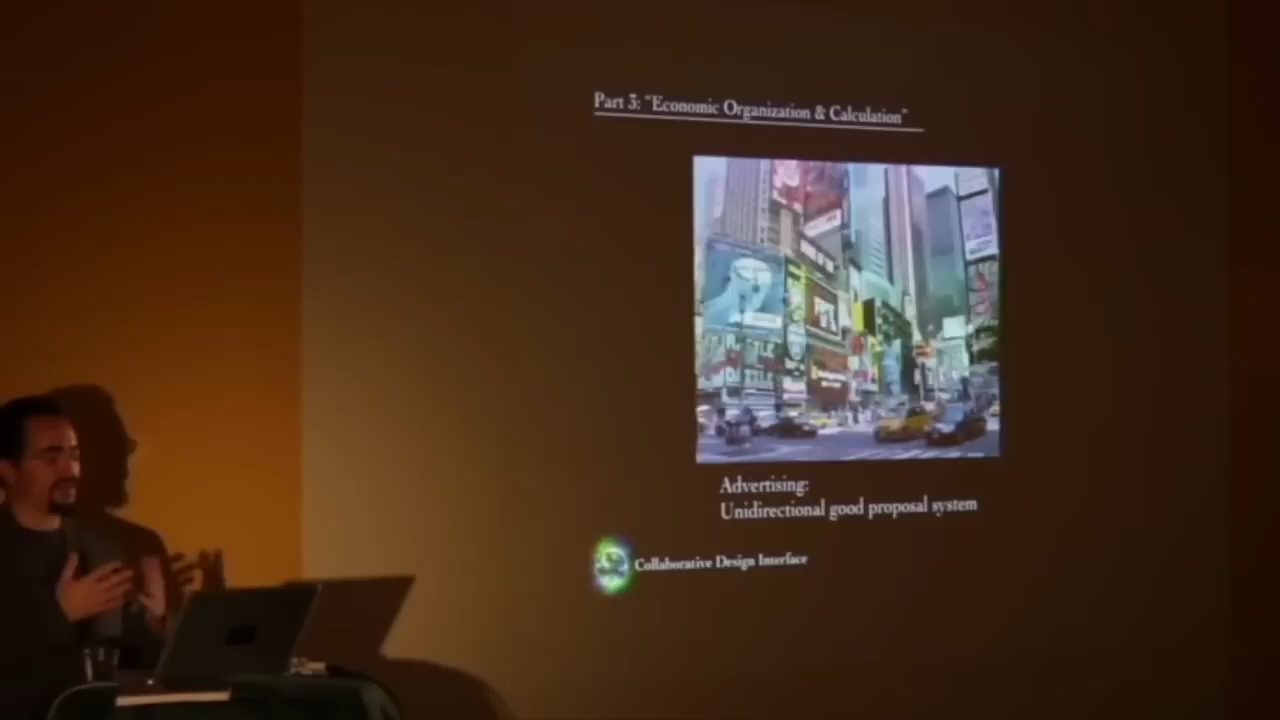 Part 3: "Economic Organization & Calculation"
Advertising:
Unidirectional good proposal system
Collaborative Design Interface